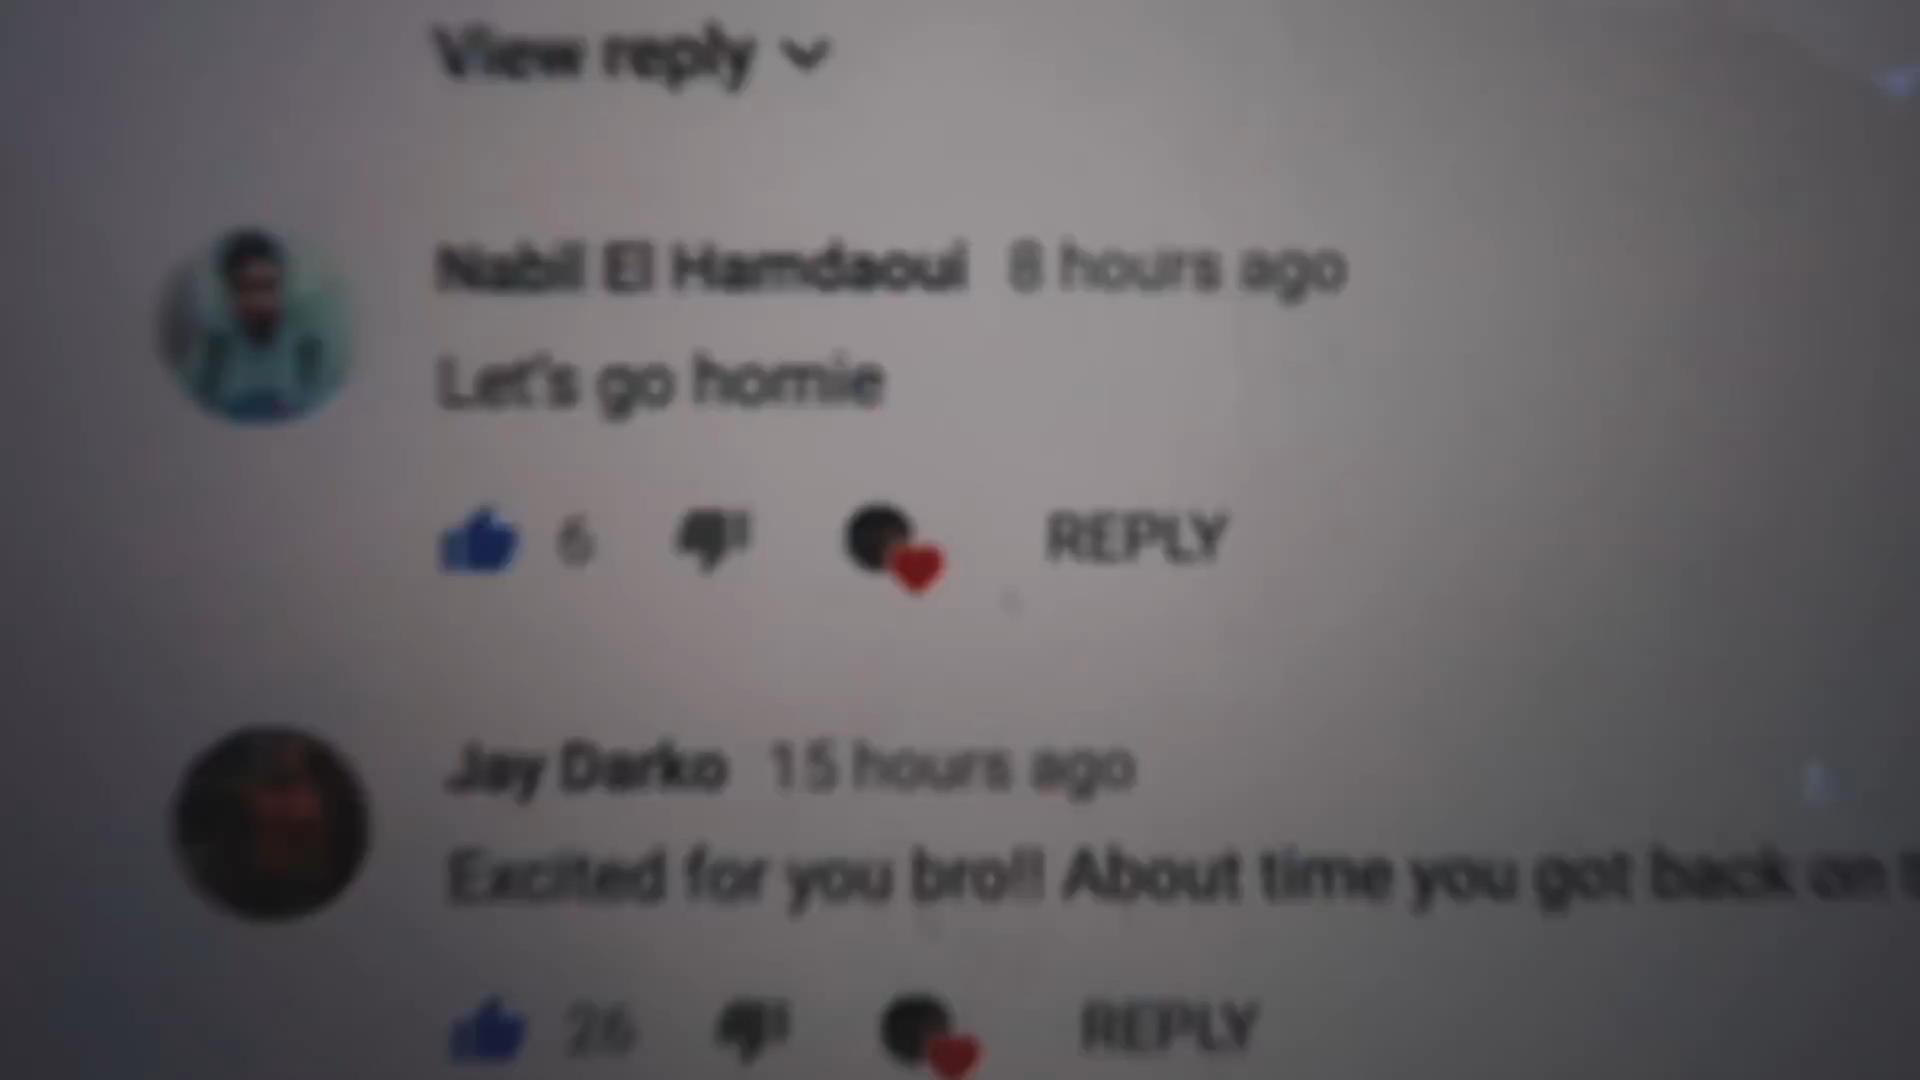 View reply
Nabil El Hamdaoui 8 hours ago
Let's go homie
6 REPLY
Jay Darko 15 hours ago
Excited for you bro!! About time you got back on
26 REPLY